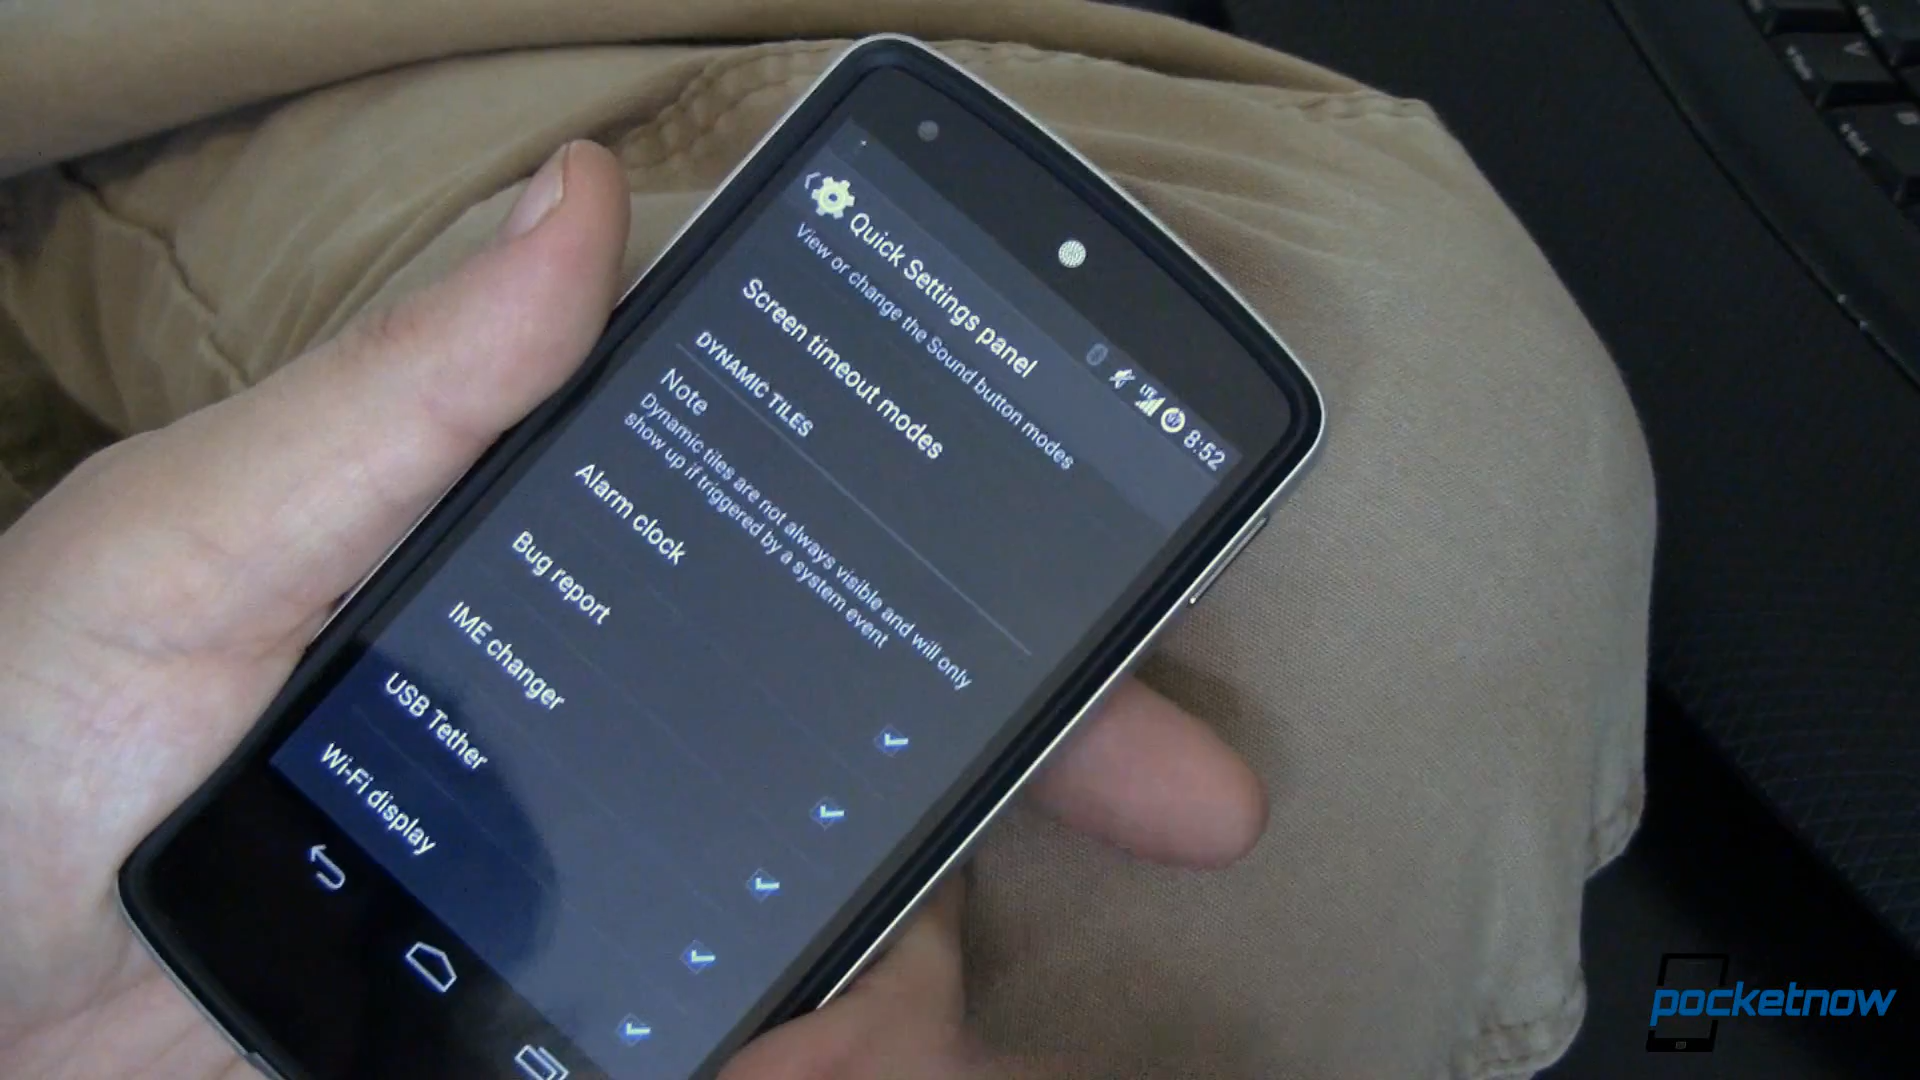 8:52
Quick Settings panel
View or change the Sound button modes
Screen timeout modes
DYNAMIC TILES
Note
Dynamic tiles are not always visible and will only
show up if triggered by a system event
Alarm clock
Bug report
IME changer
USB Tether
Wi-Fi display
pocketnow